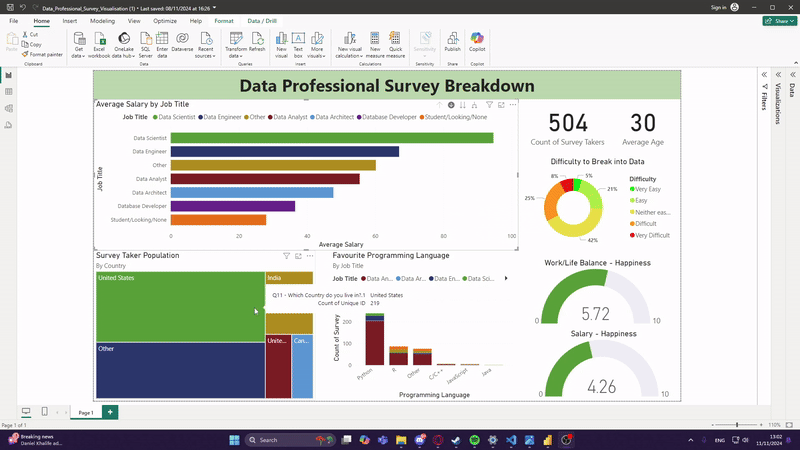 Data_Professional_Survey_Visualisation (1) • Last saved: 08/11/2024 at 16:26
Search
Sign in
File Home Insert Modeling View Optimize Help Format Data / Drill
Share
Paste
Cut
Copy
Format painter
Get data
Excel workbook
OneLake data hub
SQL Server
Enter data
Dataverse
Recent sources
Transform data
Refresh
New visual
Text box
More visuals
New visual calculation
New measure
Quick measure
Sensitivity
Publish
Copilot
Clipboard
Data
Queries
Insert
Calculations
Sensitivity
Share
Copilot
Data Professional Survey Breakdown
Average Salary by Job Title
Job Title Data Scientist Data Engineer Other Data Analyst Data Architect Database Developer Student/Looking/None
Job Title
Data Scientist
Data Engineer
Other
Data Analyst
Data Architect
Database Developer
Student/Looking/None
0 20 40 60 80 100
Average Salary
504
Count of Survey Takers
30
Average Age
Difficulty to Break into Data
8%
5%
21%
25%
42%
Difficulty
Very Easy
Easy
Neither eas...
Difficult
Very Difficult
Survey Taker Population
By Country
United States
India
Other
Unite...
Can...
Q11 - Which Country do you live in?.1 United States
Count of Unique ID 219
Favourite Programming Language
By Job Title
Job Title Data An... Data Ar... Data En... Data Sci...
Count of Survey
200
0
Python
R
Other
C/C++
JavaScript
Java
Programming Language
Work/Life Balance - Happiness
5.72
0
10
Salary - Happiness
4.26
0
10
Filters
Visualizations
Data
Page 1
Page 1 of 1
110%
Breaking news
Daniel Khalife ad...
Search
ENG
13:02
11/11/2024